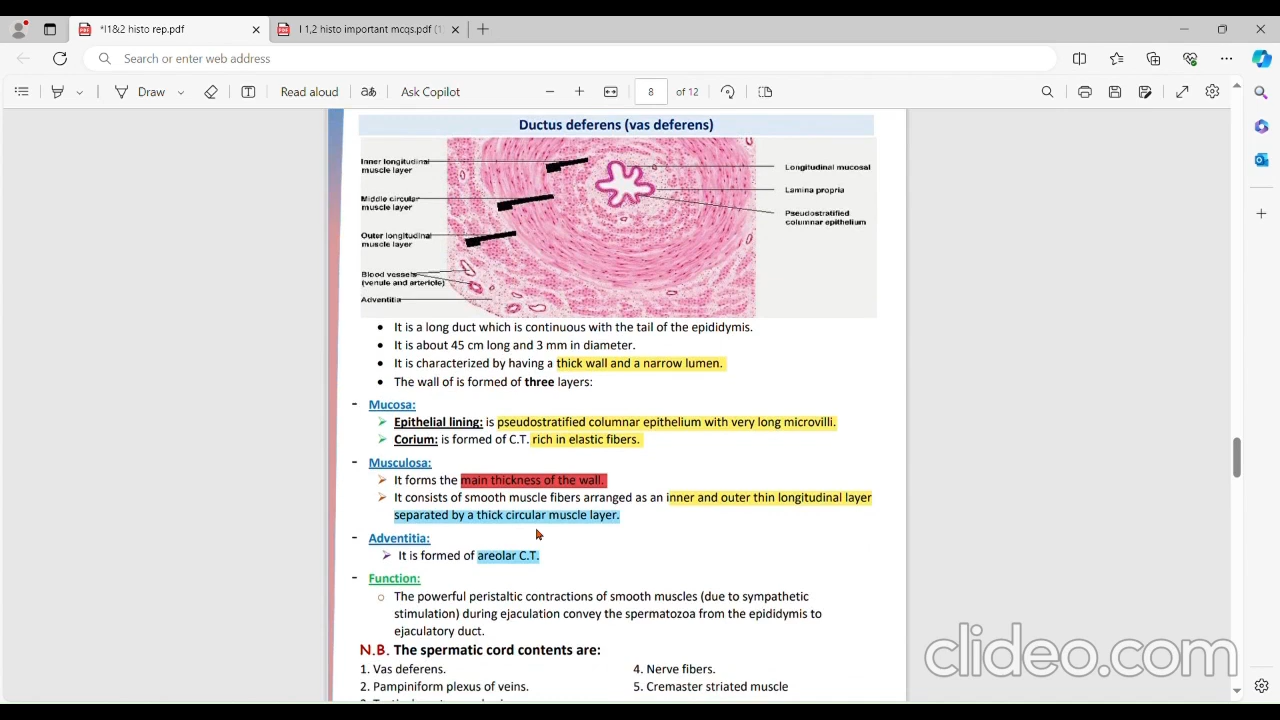 *I1&2 histo rep.pdf
I 1,2 histo important mcqs.pdf (1
Search or enter web address
Draw
Read aloud
Ask Copilot
8
of 12
Ductus deferens (vas deferens)
Inner longitudinal
muscle layer
Middle circular
muscle layer
Outer longitudinal
muscle layer
Blood vessels
(venule and arteriole)
Adventitia
Longitudinal mucosal
Lamina propria
Pseudostratified
columnar epithelium
• It is a long duct which is continuous with the tail of the epididymis.
• It is about 45 cm long and 3 mm in diameter.
• It is characterized by having a thick wall and a narrow lumen.
• The wall of is formed of three layers:
- Mucosa:
➢ Epithelial lining: is pseudostratified columnar epithelium with very long microvilli.
➢ Corium: is formed of C.T. rich in elastic fibers.
- Musculosa:
➢ It forms the main thickness of the wall.
➢ It consists of smooth muscle fibers arranged as an inner and outer thin longitudinal layer
separated by a thick circular muscle layer.
- Adventitia:
➢ It is formed of areolar C.T.
- Function:
o The powerful peristaltic contractions of smooth muscles (due to sympathetic
stimulation) during ejaculation convey the spermatozoa from the epididymis to
ejaculatory duct.
N.B. The spermatic cord contents are:
1. Vas deferens.
2. Pampiniform plexus of veins.
4. Nerve fibers.
5. Cremaster striated muscle
clideo.com